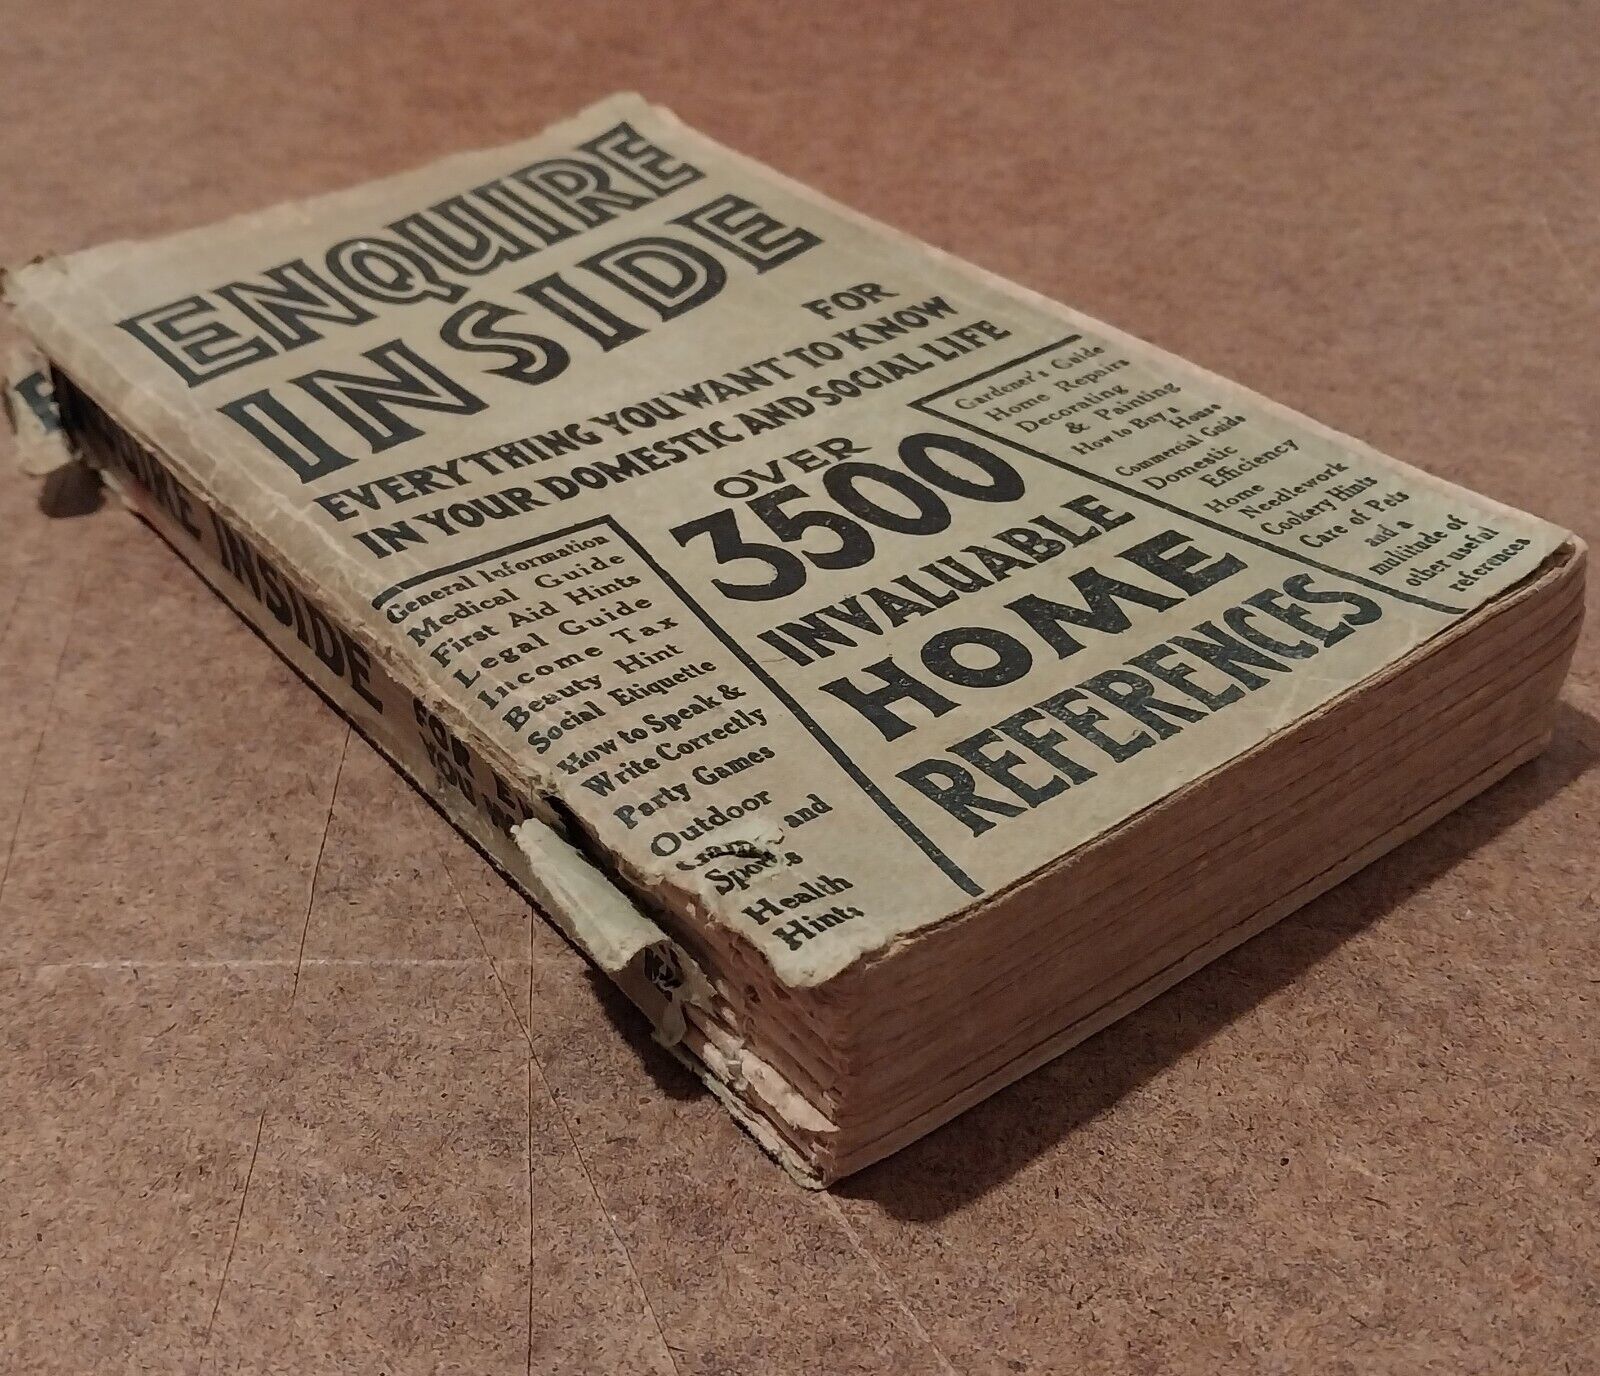 ENQUIRE
INSIDE
FOR
EVERYTHING YOU WANT TO KNOW
IN YOUR DOMESTIC AND SOCIAL LIFE
General Information
Medical Guide
First Aid Hints
Legal Guide
Income Tax
Beauty Hint
Social Etiquette
How to Speak &
Write Correctly
Party Games
Outdoor
Games and
Sports
Health
Hints
OVER
3500
INVALUABLE
HOME
REFERENCES
Gardener's Guide
Home Repairs
Decorating
& Painting
How to Buy a
House
Commercial Guide
Domestic
Efficiency
Home
Needlework
Cookery Hints
Care of Pets
and a
multitude of
other useful
references
INSIDE
FOR
YOU